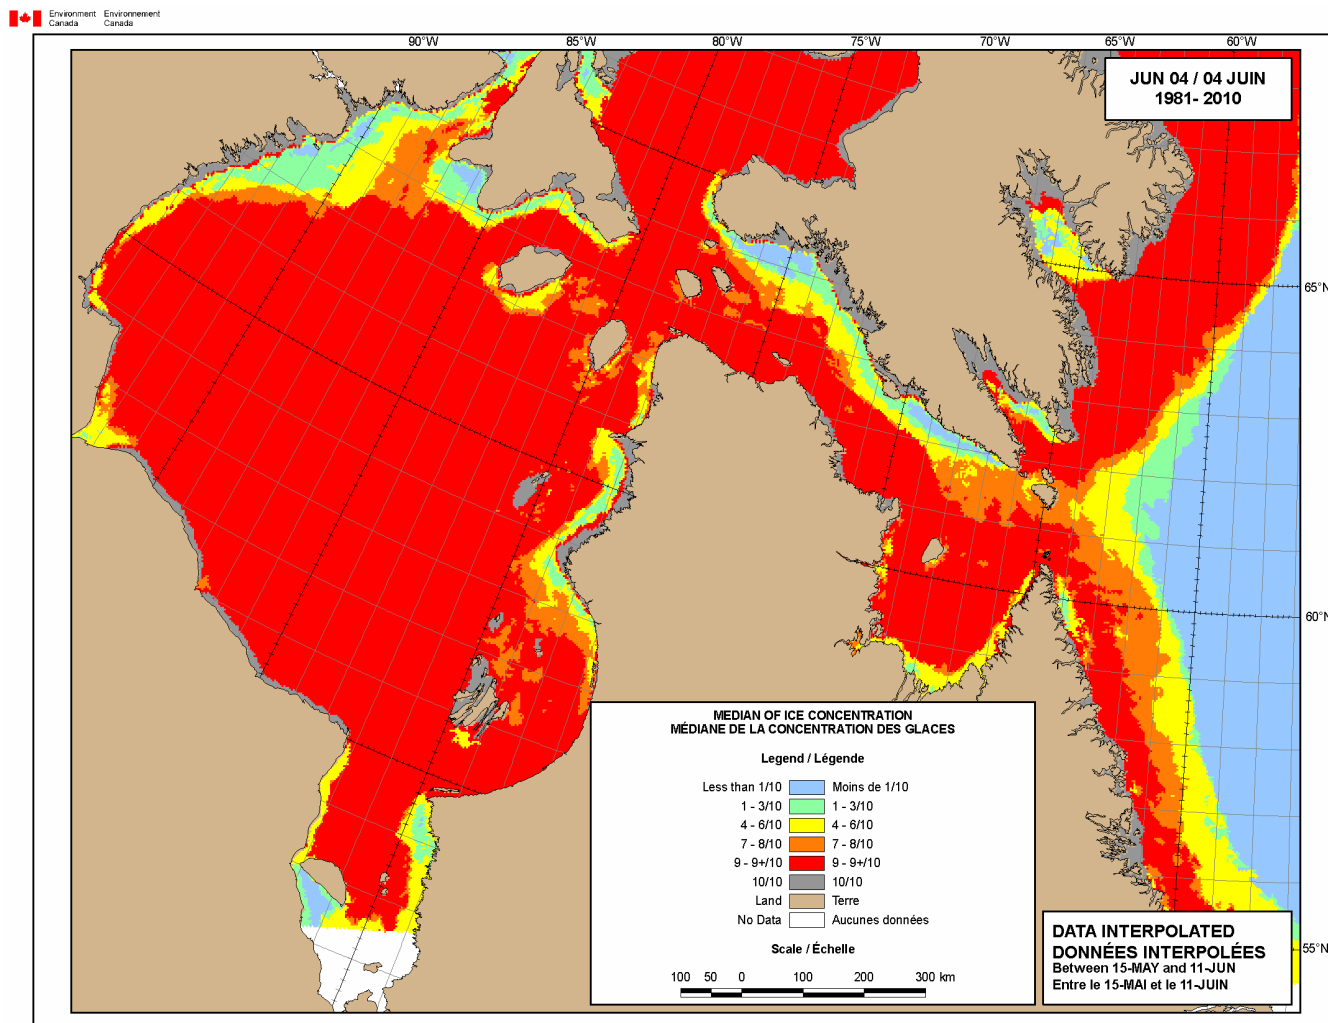 Environment Environnement
Canada Canada
90°W 85°W 80°W 75°W 70°W 65°W 60°W
JUN 04 / 04 JUIN
1981- 2010
65°N
60°N
55°N
MEDIAN OF ICE CONCENTRATION
MÉDIANE DE LA CONCENTRATION DES GLACES
Legend / Légende
Less than 1/10 Moins de 1/10
1 - 3/10 1 - 3/10
4 - 6/10 4 - 6/10
7 - 8/10 7 - 8/10
9 - 9+/10 9 - 9+/10
10/10 10/10
Land Terre
No Data Aucunes données
Scale / Échelle
100 50 0 100 200 300 km
DATA INTERPOLATED
DONNÉES INTERPOLÉES
Between 15-MAY and 11-JUN
Entre le 15-MAI et le 11-JUIN